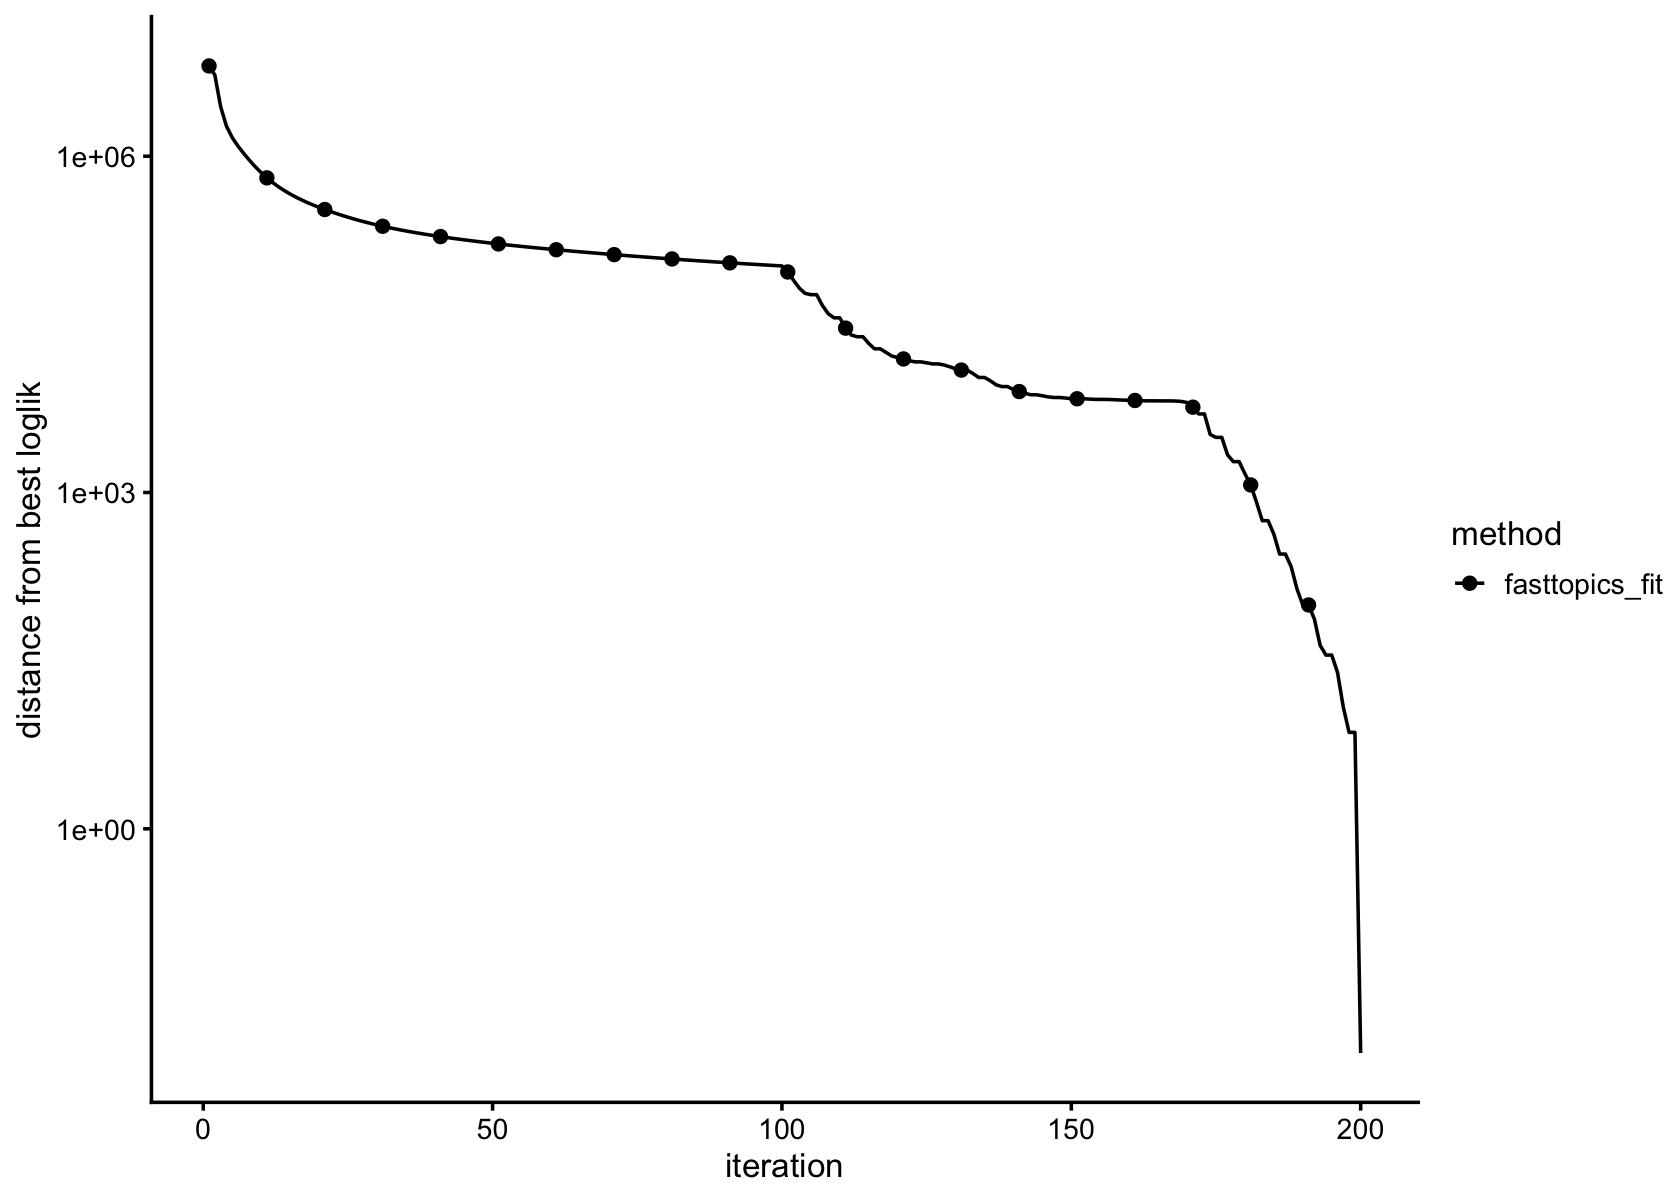 distance from best loglik
1e+06
1e+03
1e+00
0 50 100 150 200
iteration
method
fasttopics_fit